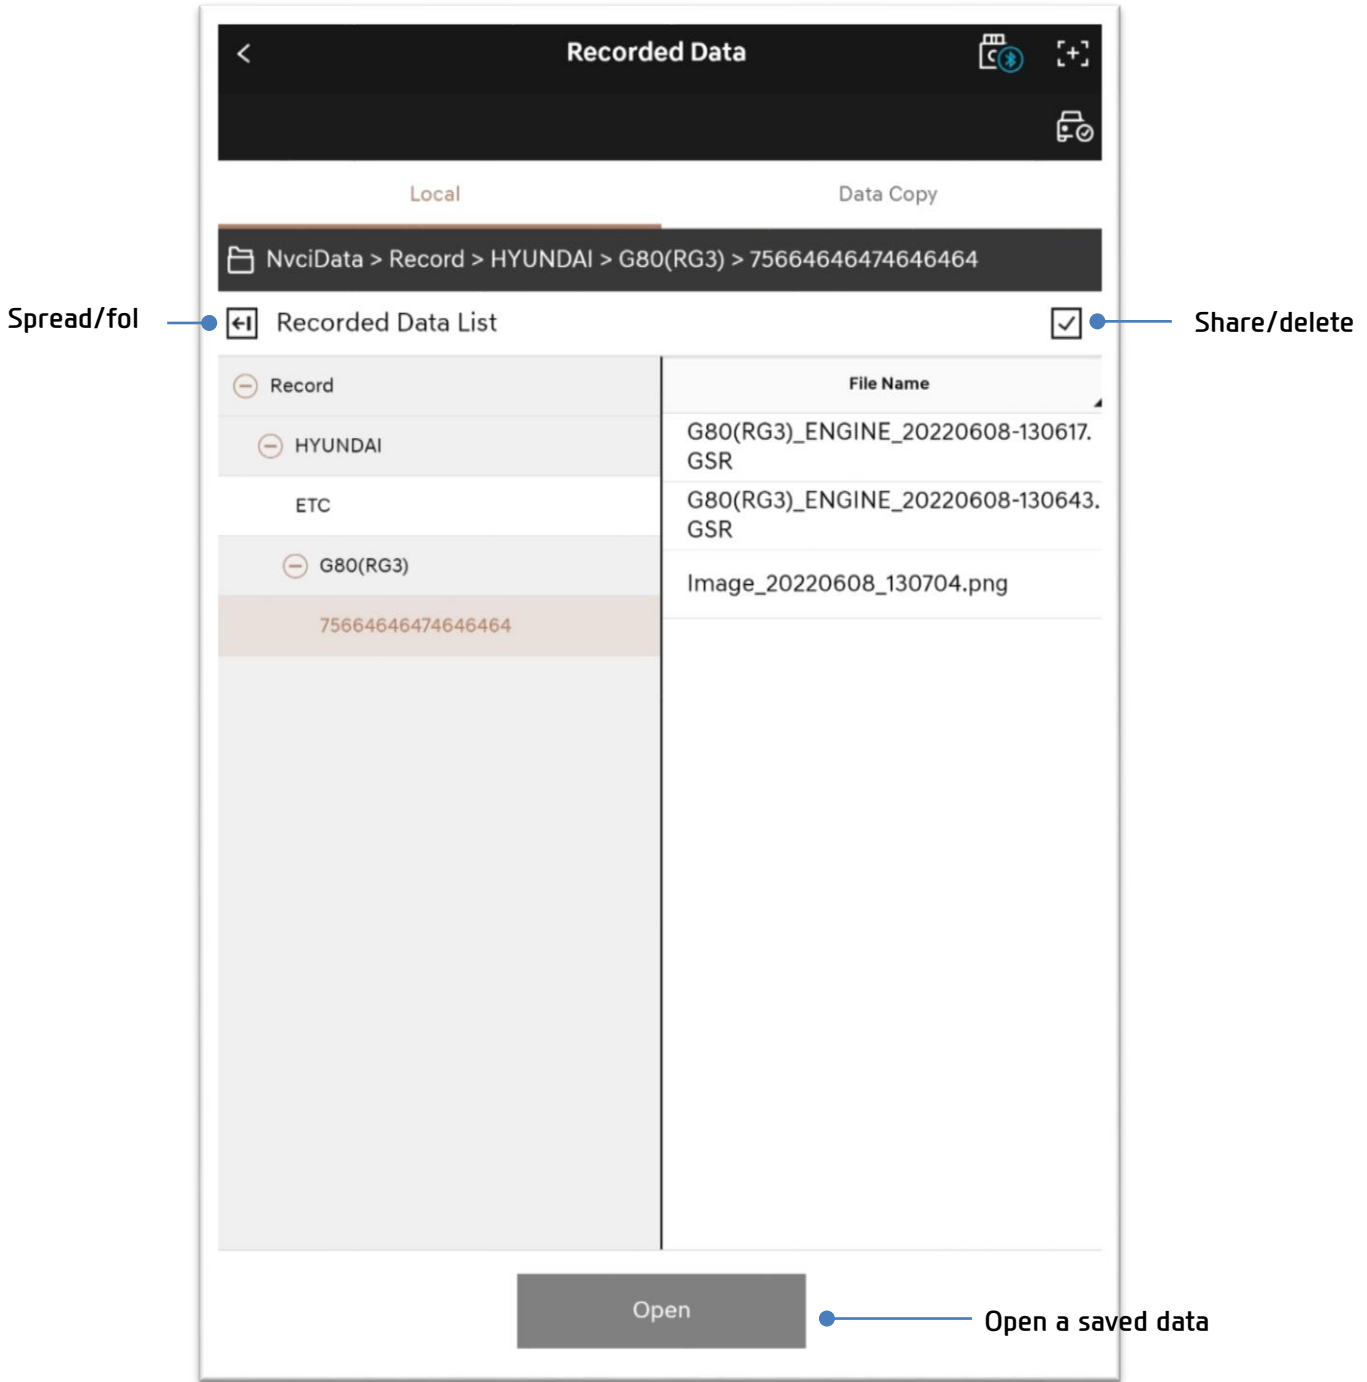 Recorded Data
Local
Data Copy
NvciData > Record > HYUNDAI > G80(RG3) > 75664646474646464
Spread/fol
Recorded Data List
Share/delete
Record
HYUNDAI
ETC
G80(RG3)
75664646474646464
File Name
G80(RG3)_ENGINE_20220608-130617.
GSR
G80(RG3)_ENGINE_20220608-130643.
GSR
Image_20220608_130704.png
Open
Open a saved data